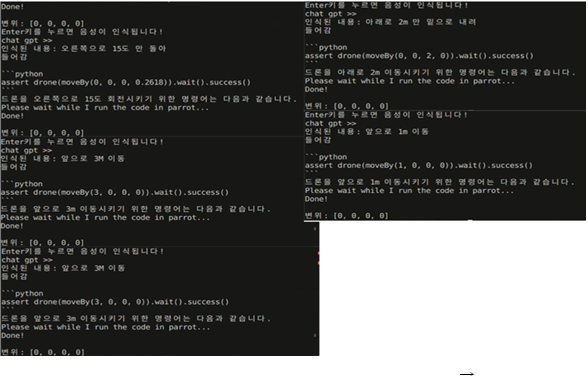 Done!
변위: [0, 0, 0, 0]
Enter키를 누르면 음성이 인식됩니다!
chat gpt >>
인식된 내용: 오른쪽으로 15도 만 돌아
들어감
```python
assert drone(moveBy(0, 0, 0, 0.2618)).wait().success()
```
드론을 오른쪽으로 15도 회전시키기 위한 명령어는 다음과 같습니다.
Please wait while I run the code in parrot...
Done!
변위: [0, 0, 0, 0]
Enter키를 누르면 음성이 인식됩니다!
chat gpt >>
인식된 내용: 앞으로 3M 이동
들어감
```python
assert drone(moveBy(3, 0, 0, 0)).wait().success()
```
드론을 앞으로 3m 이동시키기 위한 명령어는 다음과 같습니다.
Please wait while I run the code in parrot...
Done!
변위: [0, 0, 0, 0]
Enter키를 누르면 음성이 인식됩니다!
chat gpt >>
인식된 내용: 앞으로 3M 이동
들어감
```python
assert drone(moveBy(3, 0, 0, 0)).wait().success()
```
드론을 앞으로 3m 이동시키기 위한 명령어는 다음과 같습니다.
Please wait while I run the code in parrot...
Done!
변위: [0, 0, 0, 0]
Enter키를 누르면 음성이 인식됩니다!
chat gpt >>
인식된 내용: 아래로 2m 만 밑으로 내려
들어감
```python
assert drone(moveBy(0, 0, 2, 0)).wait().success()
```
드론을 아래로 2m 이동시키기 위한 명령어는 다음과 같습니다.
Please wait while I run the code in parrot...
Done!
변위: [0, 0, 0, 0]
Enter키를 누르면 음성이 인식됩니다!
chat gpt >>
인식된 내용: 앞으로 1m 이동
들어감
```python
assert drone(moveBy(1, 0, 0, 0)).wait().success()
```
드론을 앞으로 1m 이동시키기 위한 명령어는 다음과 같습니다.
Please wait while I run the code in parrot...
Done!
변위: [0, 0, 0, 0]
→